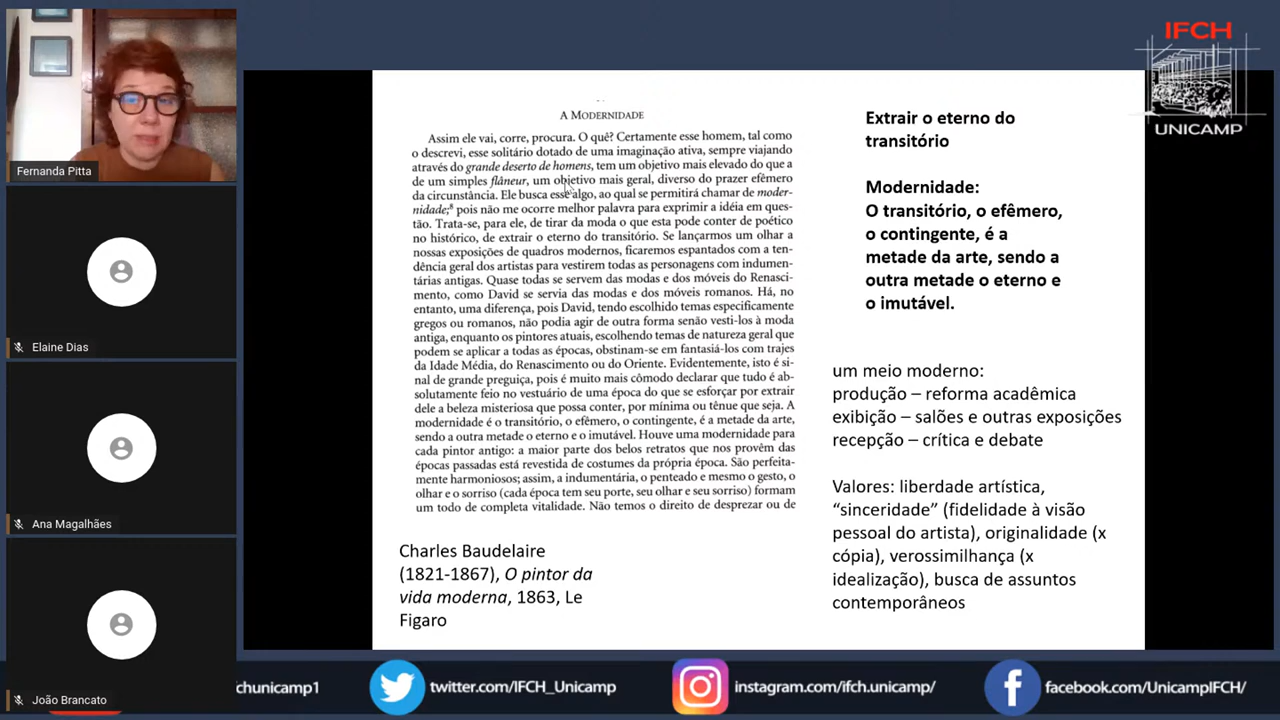 IFCH
UNICAMP
Fernanda Pitta
Elaine Dias
Ana Magalhães
João Brancato
A MODERNIDADE
Assim ele vai, corre, procura. O quê? Certamente esse homem, tal como
o descrevi, esse solitário dotado de uma imaginação ativa, sempre viajando
através do grande deserto de homens, tem um objetivo mais elevado do que a
de um simples flâneur, um objetivo mais geral, diverso do prazer efêmero
da circunstância. Ele busca esse algo, ao qual se permitirá chamar de moder-
nidade;⁸ pois não me ocorre melhor palavra para exprimir a idéia em ques-
tão. Trata-se, para ele, de tirar da moda o que esta pode conter de poético
no histórico, de extrair o eterno do transitório. Se lançarmos um olhar a
nossas exposições de quadros modernos, ficaremos espantados com a ten-
dência geral dos artistas para vestirem todas as personagens com indumen-
tárias antigas. Quase todas se servem das modas e dos móveis do Renasci-
mento, como David se servia das modas e dos móveis romanos. Há, no
entanto, uma diferença, pois David, tendo escolhido temas especificamente
gregos ou romanos, não podia agir de outra forma senão vesti-los à moda
antiga, enquanto os pintores atuais, escolhendo temas de natureza geral que
podem se aplicar a todas as épocas, obstinam-se em fantasiá-los com trajes
da Idade Média, do Renascimento ou do Oriente. Evidentemente, isto é si-
nal de grande preguiça, pois é muito mais cômodo declarar que tudo é ab-
solutamente feio no vestuário de uma época do que se esforçar por extrair
dele a beleza misteriosa que possa conter, por mínima ou tênue que seja. A
modernidade é o transitório, o efêmero, o contingente, é a metade da arte,
sendo a outra metade o eterno e o imutável. Houve uma modernidade para
cada pintor antigo: a maior parte dos belos retratos que nos provêm das
épocas passadas está revestida de costumes da própria época. São perfeita-
mente harmoniosos; assim, a indumentária, o penteado e mesmo o gesto, o
olhar e o sorriso (cada época tem seu porte, seu olhar e seu sorriso) formam
um todo de completa vitalidade. Não temos o direito de desprezar ou de
Charles Baudelaire
(1821-1867), O pintor da
vida moderna, 1863, Le
Figaro
Extrair o eterno do
transitório
Modernidade:
O transitório, o efêmero,
o contingente, é a
metade da arte, sendo a
outra metade o eterno e
o imutável.
um meio moderno:
produção – reforma acadêmica
exibição – salões e outras exposições
recepção – crítica e debate
Valores: liberdade artística,
“sinceridade” (fidelidade à visão
pessoal do artista), originalidade (x
cópia), verossimilhança (x
idealização), busca de assuntos
contemporâneos
chunicamp1
twitter.com/IFCH_Unicamp
instagram.com/ifch.unicamp/
facebook.com/UnicampIFCH/